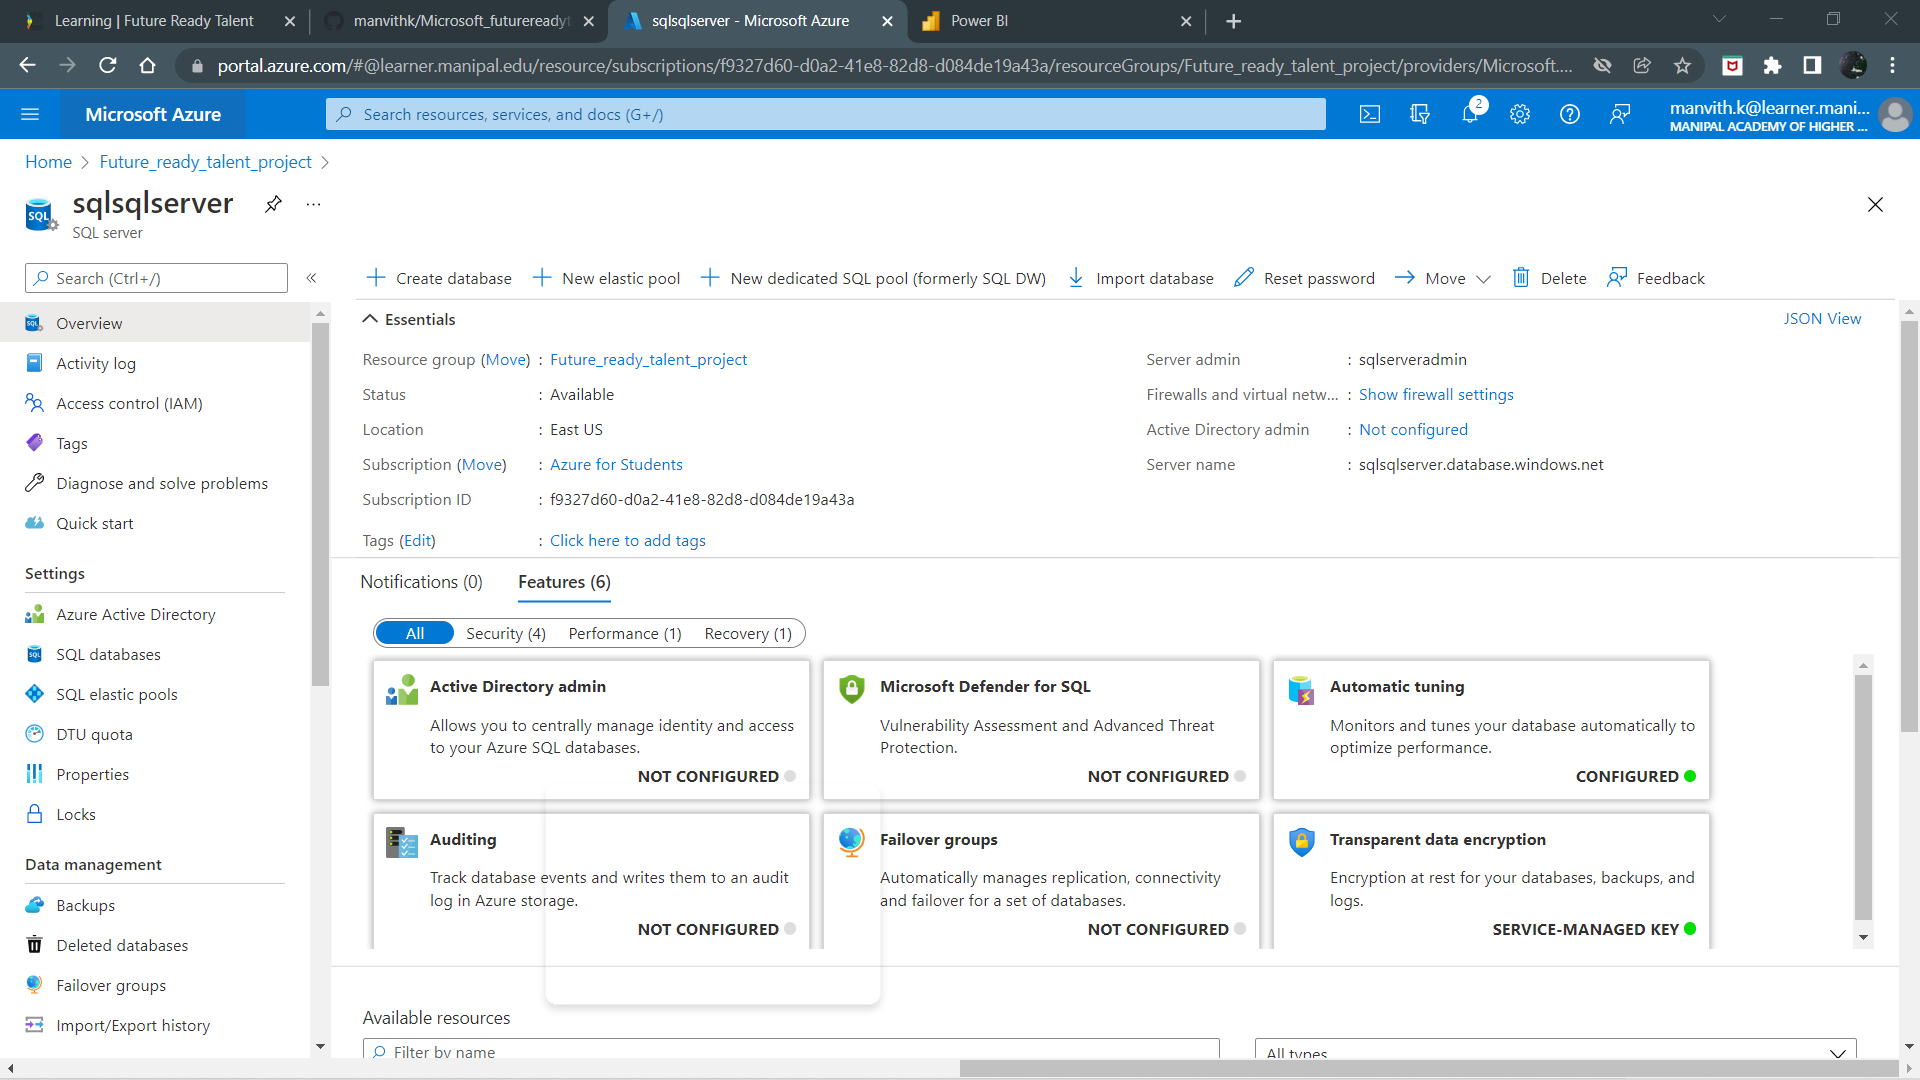 Learning | Future Ready Talent
manvithk/Microsoft_futurereadyt
sqlsqlserver - Microsoft Azure
Power BI
portal.azure.com/#@learner.manipal.edu/resource/subscriptions/f9327d60-d0a2-41e8-82d8-d084de19a43a/resourceGroups/Future_ready_talent_project/providers/Microsoft....
Microsoft Azure
Search resources, services, and docs (G+/)
2
manvith.k@learner.mani...
MANIPAL ACADEMY OF HIGHER ...
Home > Future_ready_talent_project >
SQL
sqlsqlserver
...
SQL server
Search (Ctrl+/)
«
Create database
New elastic pool
New dedicated SQL pool (formerly SQL DW)
Import database
Reset password
Move
Delete
Feedback
Overview
Activity log
Access control (IAM)
Tags
Diagnose and solve problems
Quick start
Settings
Azure Active Directory
SQL databases
SQL elastic pools
DTU quota
Properties
Locks
Data management
Backups
Deleted databases
Failover groups
Import/Export history
Essentials
JSON View
Resource group (Move) : Future_ready_talent_project
Status : Available
Location : East US
Subscription (Move) : Azure for Students
Subscription ID : f9327d60-d0a2-41e8-82d8-d084de19a43a
Tags (Edit) : Click here to add tags
Server admin : sqlserveradmin
Firewalls and virtual netw... : Show firewall settings
Active Directory admin : Not configured
Server name : sqlsqlserver.database.windows.net
Notifications (0)
Features (6)
All
Security (4)
Performance (1)
Recovery (1)
Active Directory admin
Allows you to centrally manage identity and access
to your Azure SQL databases.
NOT CONFIGURED
Microsoft Defender for SQL
Vulnerability Assessment and Advanced Threat
Protection.
NOT CONFIGURED
Automatic tuning
Monitors and tunes your database automatically to
optimize performance.
CONFIGURED
Auditing
Track database events and writes them to an audit
log in Azure storage.
NOT CONFIGURED
Failover groups
Automatically manages replication, connectivity
and failover for a set of databases.
NOT CONFIGURED
Transparent data encryption
Encryption at rest for your databases, backups, and
logs.
SERVICE-MANAGED KEY
Available resources
Filter by name
All types